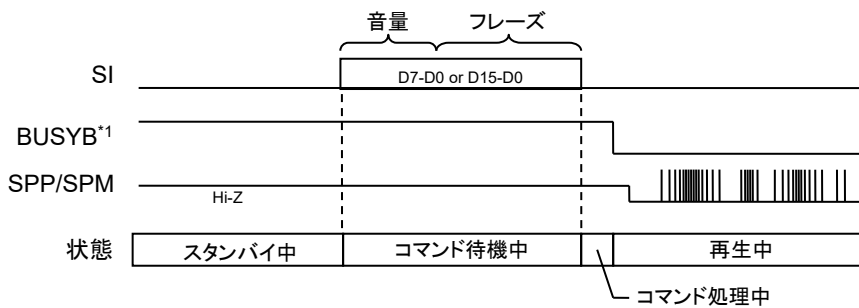 音量 フレーズ
SI D7-D0 or D15-D0
BUSYB*1
SPP/SPM Hi-Z
状態 スタンバイ中 コマンド待機中 再生中
コマンド処理中